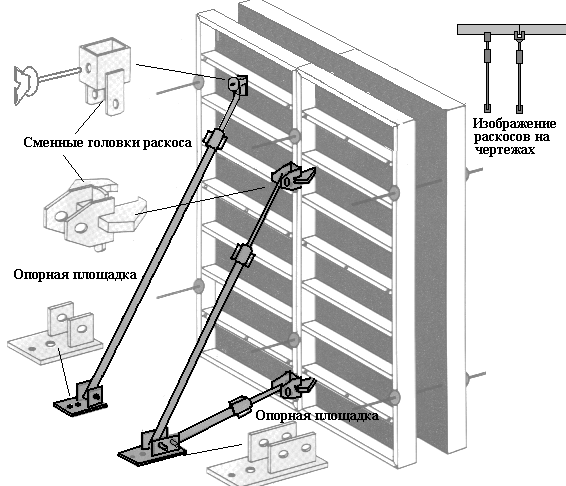 Изображение
раскосов на
чертежах
Сменные головки раскоса
Опорная площадка
Опорная площадка